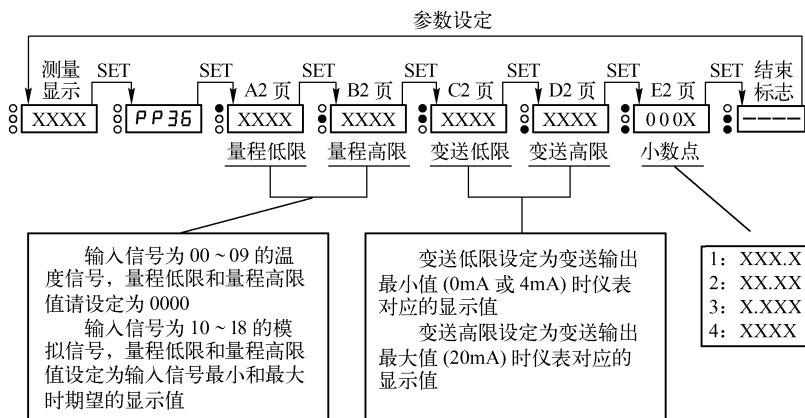 参数设定
测量 SET SET SET SET SET SET SET 结束
显示 A2 页 B2 页 C2 页 D2 页 E2 页 标志
XXXX PP36 XXXX XXXX XXXX XXXX 000X ----
量程低限 量程高限 变送低限 变送高限 小数点
输入信号为 00 ~ 09 的温
度信号，量程低限和量程高限
值请设定为 0000
输入信号为 10 ~ 18 的模
拟信号，量程低限和量程高限
值设定为输入信号最小和最大
时期望的显示值
变送低限设定为变送输出
最小值 (0mA 或 4mA) 时仪表
对应的显示值
变送高限设定为变送输出
最大值 (20mA) 时仪表对应的
显示值
1: XXX.X
2: XX.XX
3: X.XXX
4: XXXX